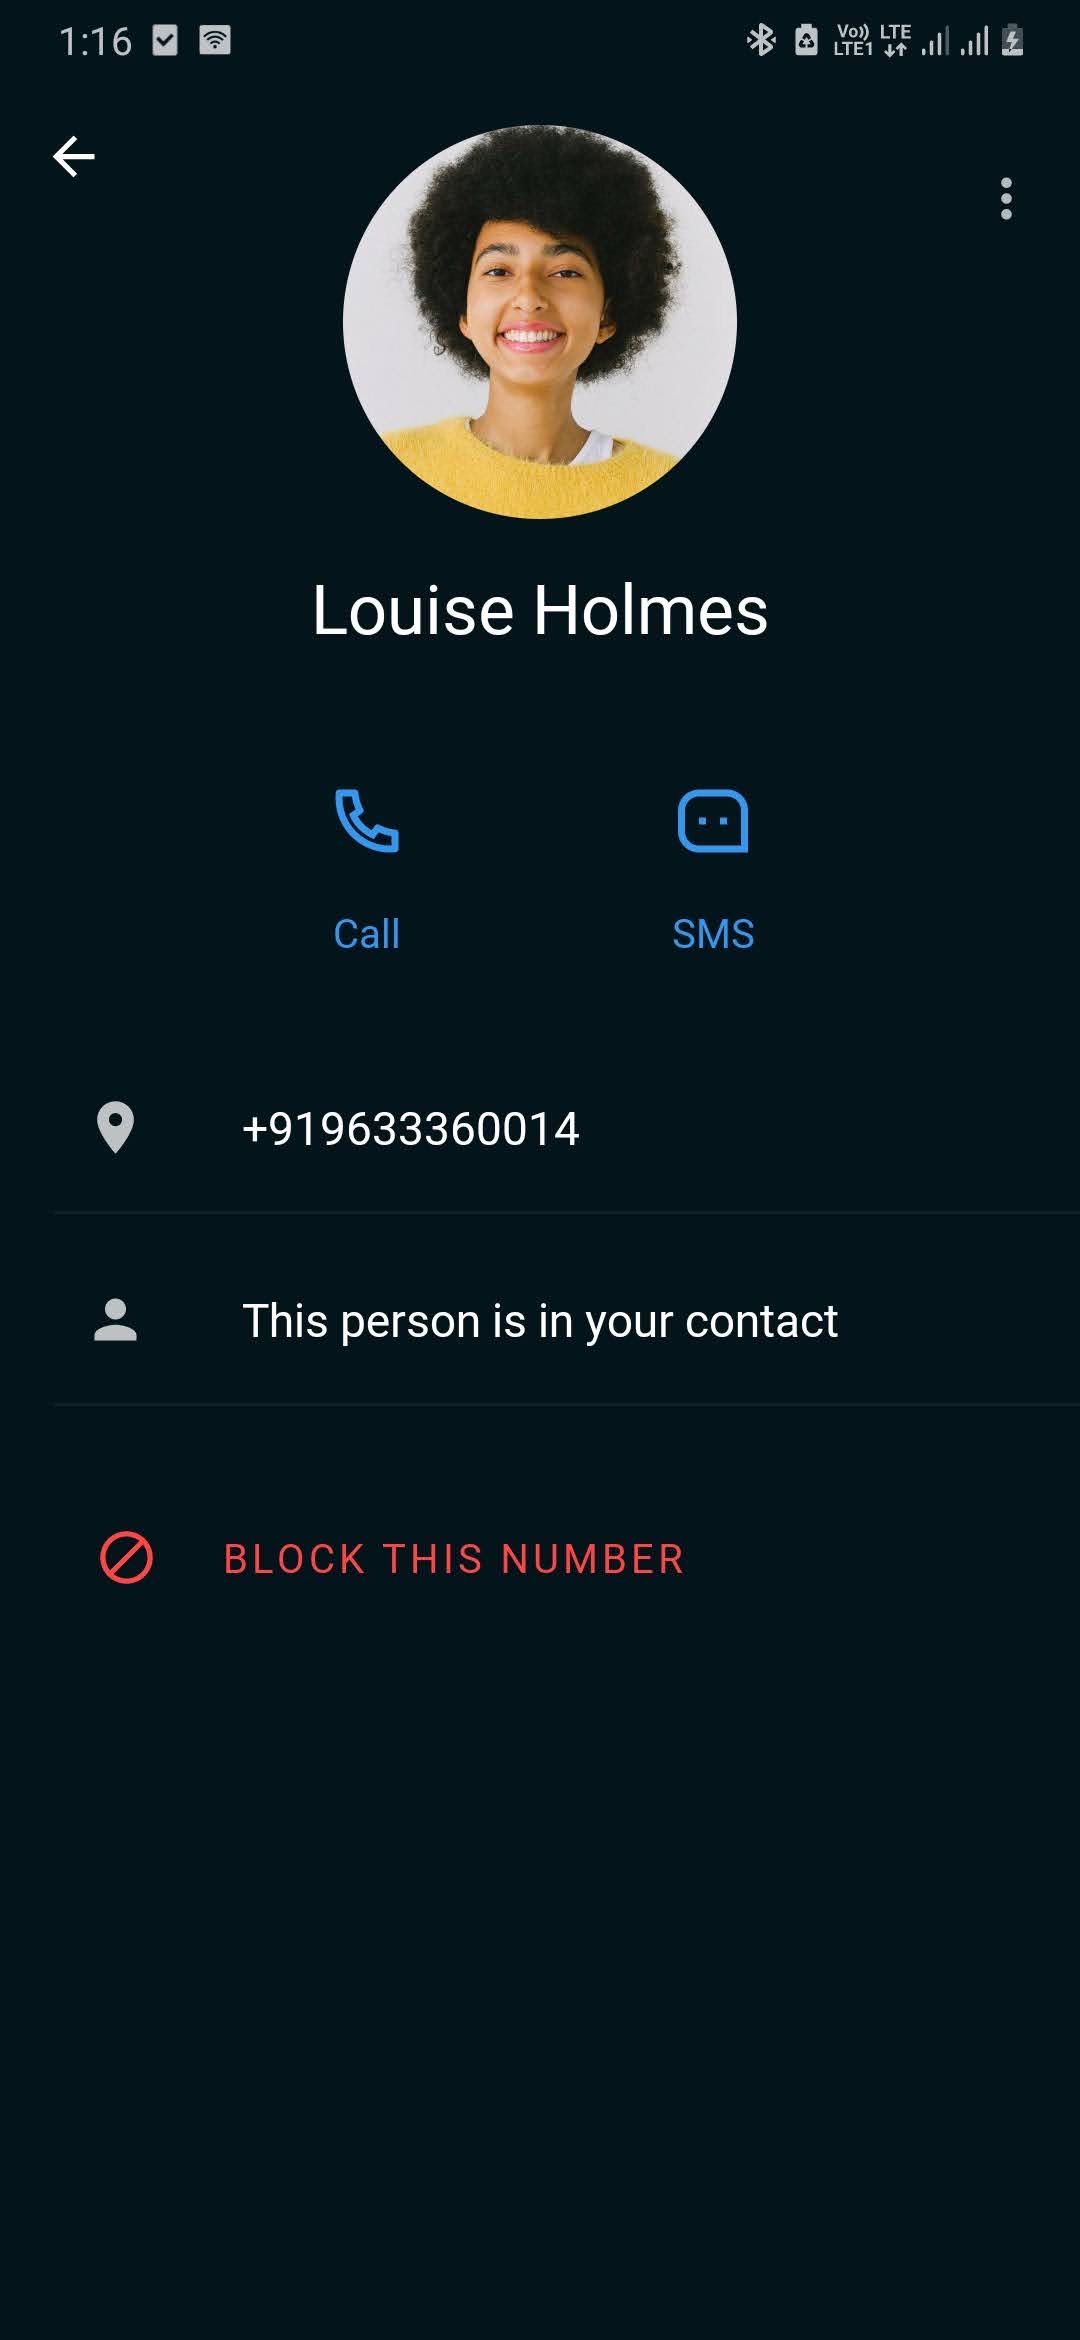 1:16 Vo)) LTE1 LTE
Louise Holmes
Call SMS
+919633360014
This person is in your contact
BLOCK THIS NUMBER